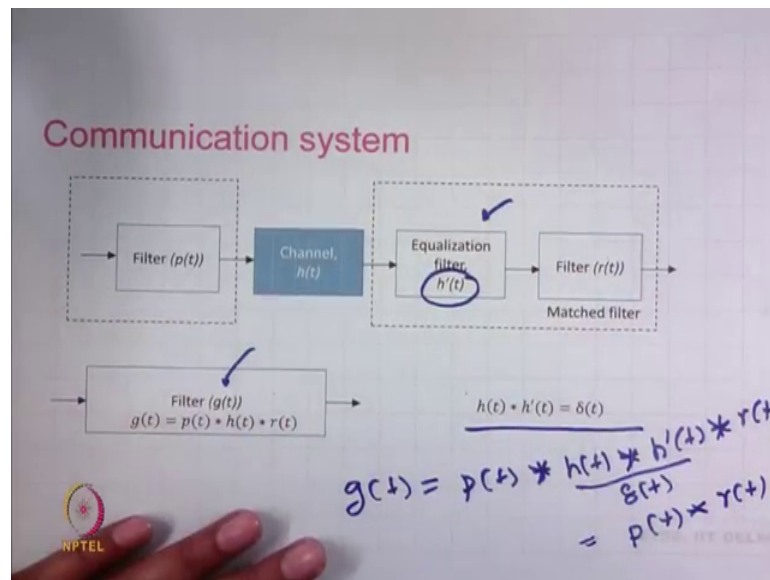 Communication system
Filter (p(t))
Channel,
h(t)
Equalization
filter,
h'(t)
Filter (r(t))
Matched filter
Filter (g(t))
g(t) = p(t) * h(t) * r(t)
h(t) * h'(t) = δ(t)
g(t) = p(t) * h(t) * h'(t) * r(t
δ(t)
= p(t) * r(t)
NPTEL